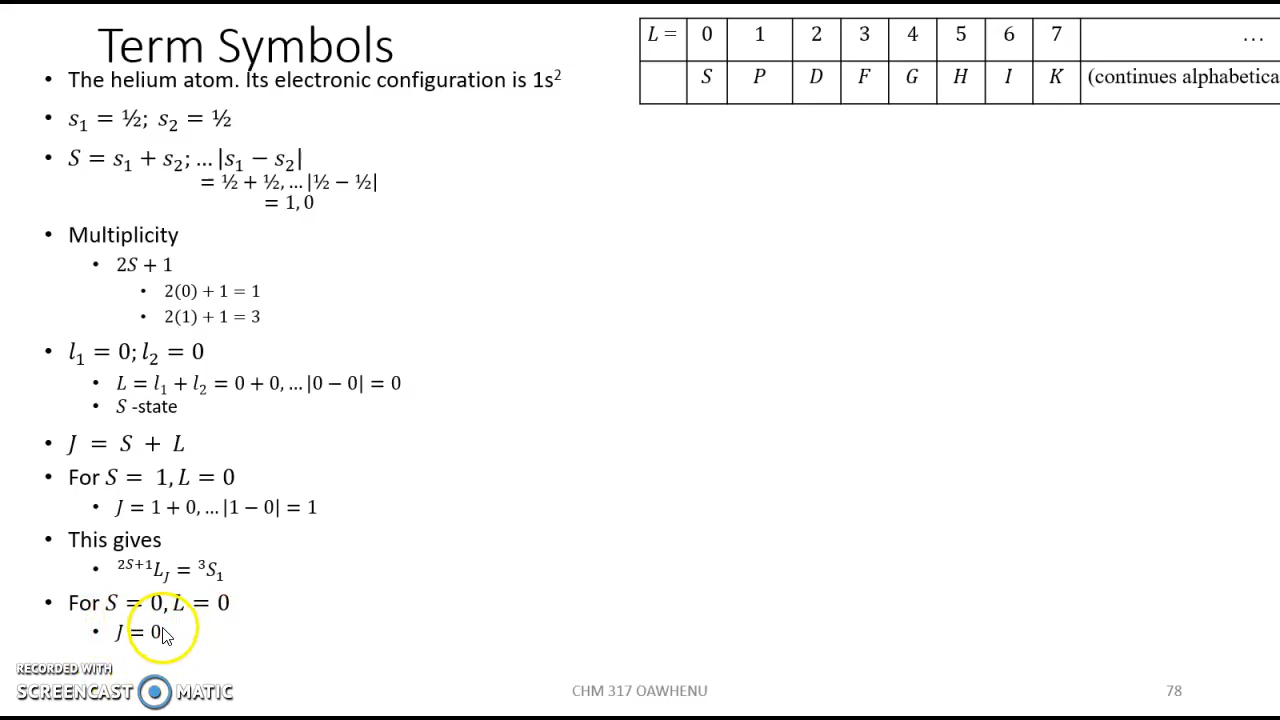 Term Symbols
L = 0 1 2 3 4 5 6 7 ...
S P D F G H I K (continues alphabetica
• The helium atom. Its electronic configuration is 1s²
• s₁ = ½; s₂ = ½
• S = s₁ + s₂; … |s₁ − s₂|
= ½ + ½, … |½ − ½|
= 1, 0
• Multiplicity
• 2S + 1
• 2(0) + 1 = 1
• 2(1) + 1 = 3
• l₁ = 0; l₂ = 0
• L = l₁ + l₂ = 0 + 0, … |0 − 0| = 0
• S -state
• J = S + L
• For S = 1, L = 0
• J = 1 + 0, … |1 − 0| = 1
• This gives
• ²ˢ⁺¹L_J = ³S₁
• For S = 0, L = 0
• J = 0
RECORDED WITH
SCREENCAST MATIC
CHM 317 OAWHENU
78